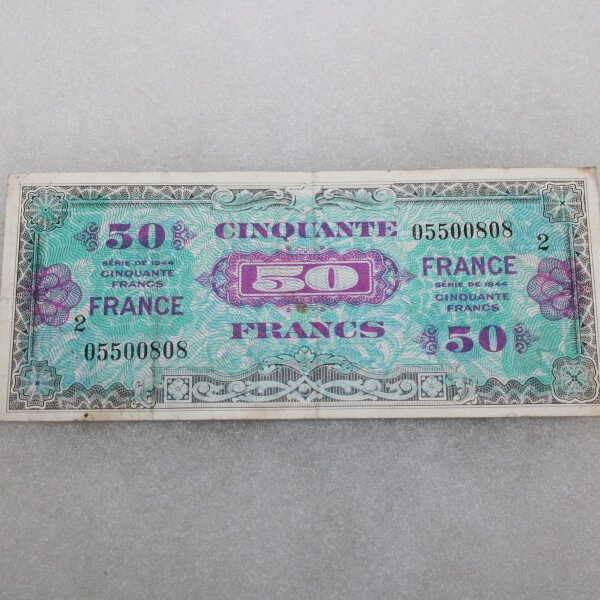 50
SÉRIE DE 1944
CINQUANTE
FRANCS
FRANCE
2
05500808
CINQUANTE
50
FRANCS
05500808
2
FRANCE
SÉRIE DE 1944
CINQUANTE
FRANCS
50